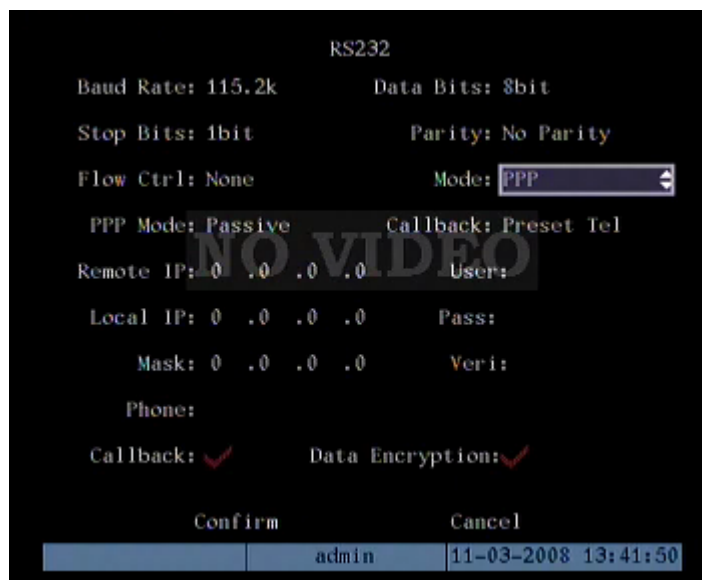 RS232
Baud Rate: 115.2k Data Bits: 8bit
Stop Bits: 1bit Parity: No Parity
Flow Ctrl: None Mode: PPP
PPP Mode: Passive Callback: Preset Tel
NO VIDEO
Remote IP: 0 .0 .0 .0 User:
Local IP: 0 .0 .0 .0 Pass:
Mask: 0 .0 .0 .0 Veri:
Phone:
Callback: Data Encryption:
Confirm Cancel
admin 11-03-2008 13:41:50